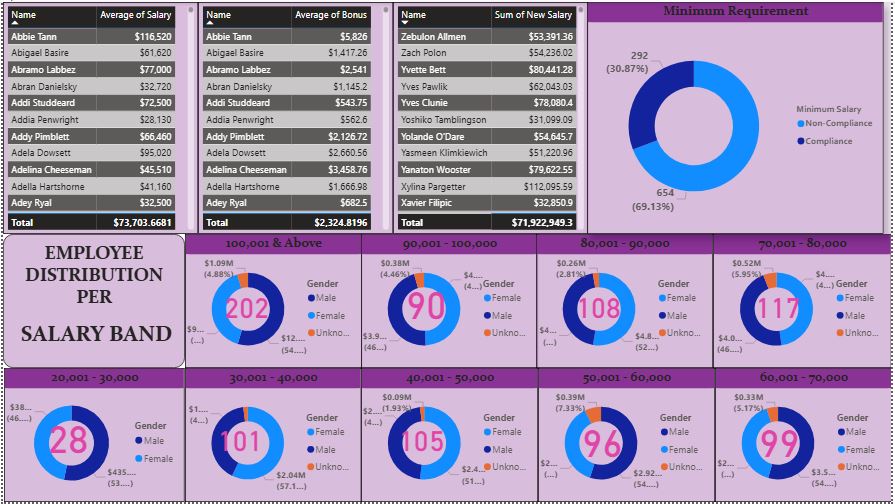 Name Average of Salary
Abbie Tann $116,520
Abigael Basire $61,620
Abramo Labbez $77,000
Abran Danielsky $32,720
Addi Studdeard $72,500
Addia Penwright $28,130
Addy Pimblett $66,460
Adela Dowsett $95,020
Adelina Cheeseman $45,510
Adella Hartshorne $41,160
Adey Ryal $32,500
Total $73,703.6681
Name Average of Bonus
Abbie Tann $5,826
Abigael Basire $1,417.26
Abramo Labbez $2,541
Abran Danielsky $1,145.2
Addi Studdeard $543.75
Addia Penwright $562.6
Addy Pimblett $2,126.72
Adela Dowsett $2,660.56
Adelina Cheeseman $3,458.76
Adella Hartshorne $1,666.98
Adey Ryal $682.5
Total $2,324.8196
Name Sum of New Salary
Zebulon Allmen $53,391.36
Zach Polon $54,236.02
Yvette Bett $80,441.28
Yves Pawlik $62,043.03
Yves Clunie $78,080.4
Yoshiko Tamblingson $31,099.09
Yolande O'Dare $54,645.7
Yasmeen Klimkiewich $51,220.96
Yanaton Wooster $79,622.55
Xylina Pargetter $112,095.59
Xavier Filipic $32,850.9
Total $71,922,949.3
Minimum Requirement
292
(30.87%)
654
(69.13%)
Minimum Salary
Non-Compliance
Compliance
EMPLOYEE
DISTRIBUTION
PER
SALARY BAND
100,001 & Above
$1.09M
(4.88%)
202
$9...
(...)
$12....
(54....)
Gender
Male
Female
Unkno...
90,001 - 100,000
$0.38M
(4.46%)
$4....
(4...)
90
$3.9...
(46....)
Gender
Female
Male
Unkno...
80,001 - 90,000
$0.26M
(2.81%)
108
$4...
(...)
$4.8...
(52...)
Gender
Female
Male
Unkno...
70,001 - 80,000
$0.52M
(5.95%)
$4....
(4...)
117
$4.0...
(46....)
Gender
Female
Male
Unkno...
20,001 - 30,000
$38...
(46....)
28
$435....
(53....)
Gender
Male
Female
30,001 - 40,000
$1....
(4...)
101
$2.04M
(57.1...)
Gender
Female
Male
Unkno...
40,001 - 50,000
$0.09M
(1.93%)
$2...
(4...)
105
$2.4...
(51....)
Gender
Female
Male
Unkno...
50,001 - 60,000
$0.39M
(7.33%)
96
$2...
(...)
$2.92...
(54....)
Gender
Male
Female
Unkno...
60,001 - 70,000
$0.33M
(5.17%)
99
$2...
(...)
$3.5...
(54....)
Gender
Male
Female
Unkno...